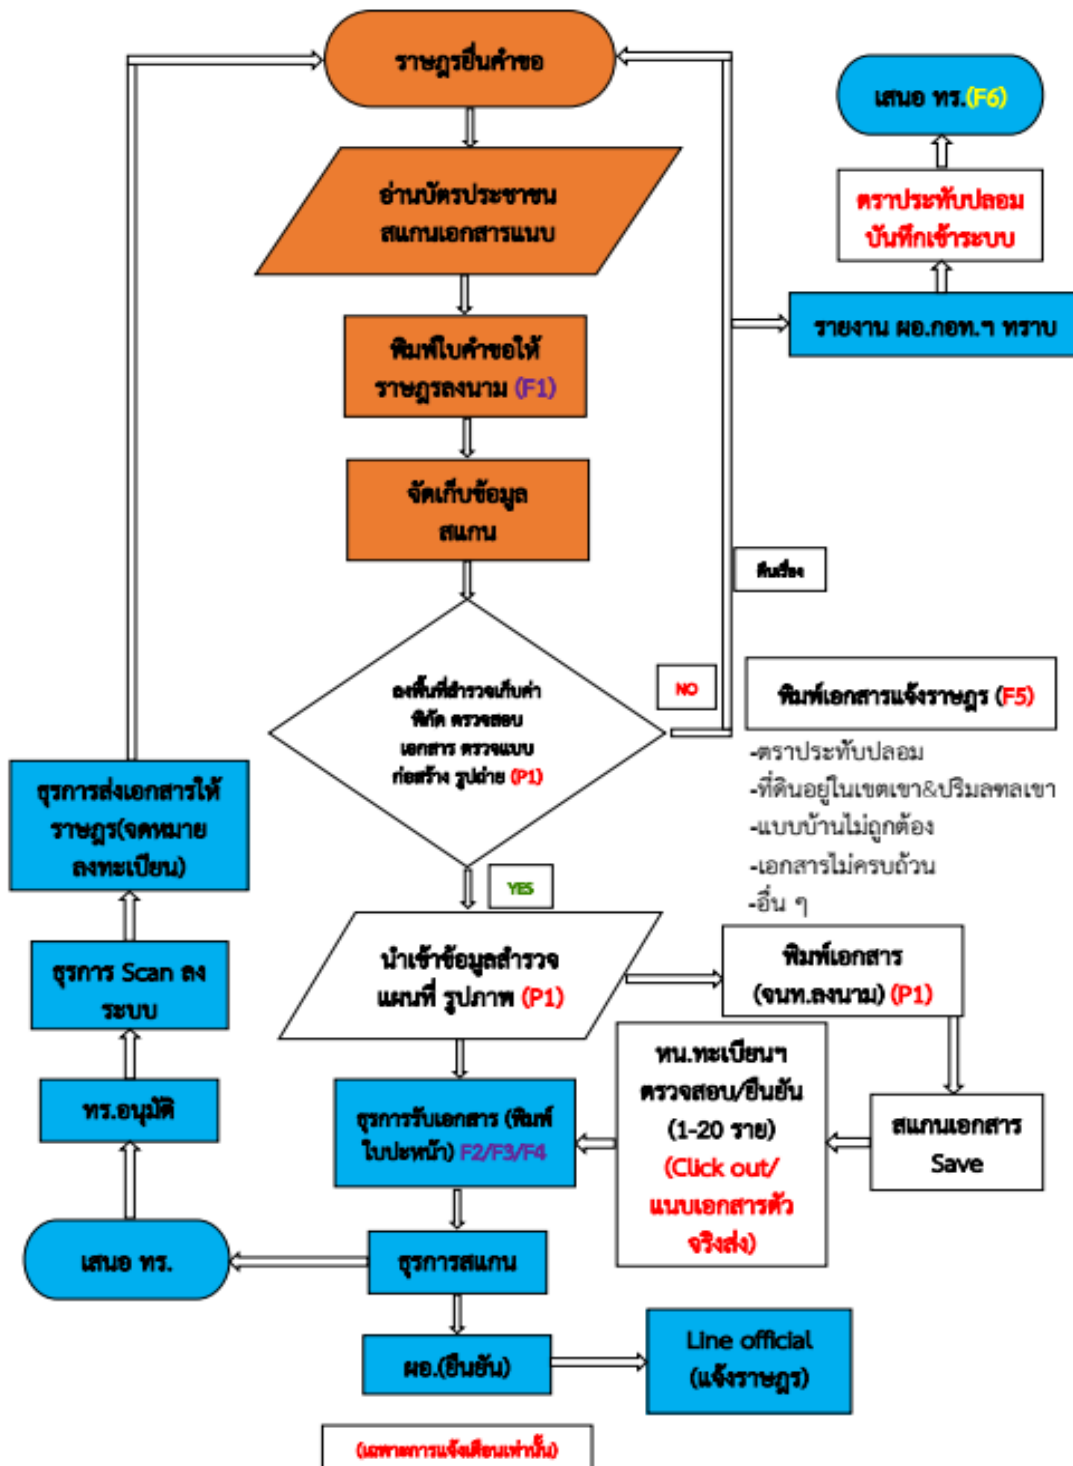 ราษฎรยื่นคำขอ
เสนอ ทร.(F6)
อ่านบัตรประชาชน
สแกนเอกสารแนบ
ตราประทับปลอม
บันทึกเข้าระบบ
รายงาน ผอ.กอท.ฯ ทราบ
พิมพ์ใบคำขอให้
ราษฎรลงนาม (F1)
จัดเก็บข้อมูล
สแกน
คืนเรื่อง
ลงพื้นที่สำรวจเก็บค่า
พิกัด ตรวจสอบ
เอกสาร ตรวจแบบ
ก่อสร้าง รูปถ่าย (P1)
NO
พิมพ์เอกสารแจ้งราษฎร (F5)
-ตราประทับปลอม
-ที่ดินอยู่ในเขตเขา&ปริมลฑลเขา
-แบบบ้านไม่ถูกต้อง
-เอกสารไม่ครบถ้วน
-อื่น ๆ
YES
ธุรการส่งเอกสารให้
ราษฎร(จดหมาย
ลงทะเบียน)
นำเข้าข้อมูลสำรวจ
แผนที่ รูปภาพ (P1)
พิมพ์เอกสาร
(จนท.ลงนาม) (P1)
ธุรการ Scan ลง
ระบบ
ทน.ทะเบียนฯ
ตรวจสอบ/ยืนยัน
(1-20 ราย)
(Click out/
แนบเอกสารตัว
จริงส่ง)
สแกนเอกสาร
Save
ทร.อนุมัติ
ธุรการรับเอกสาร (พิมพ์
ใบปะหน้า) F2/F3/F4
เสนอ ทร.
ธุรการสแกน
ผอ.(ยืนยัน)
Line official
(แจ้งราษฎร)
(เฉพาะการแจ้งเตือนเท่านั้น)